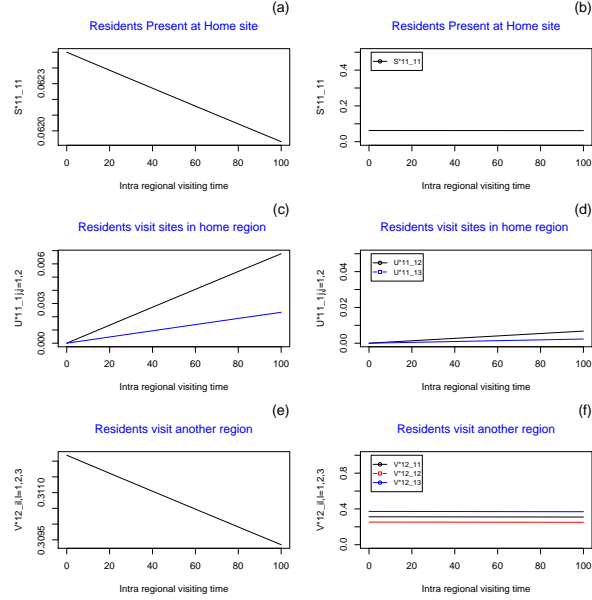 (a)
Residents Present at Home site
S*11_11
0.0620
0.0623
0
20
40
60
80
100
Intra regional visiting time
(b)
Residents Present at Home site
S*11_11
0.0
0.2
0.4
S*11_11
0
20
40
60
80
100
Intra regional visiting time
(c)
Residents visit sites in home region
U*11_1j,j=1,2
0.000
0.003
0.006
0
20
40
60
80
100
Intra regional visiting time
(d)
Residents visit sites in home region
U*11_1j,j=1,2
0.00
0.02
0.04
U*11_12
U*11_13
0
20
40
60
80
100
Intra regional visiting time
(e)
Residents visit another region
V*12_il,l=1,2,3
0.3095
0.3110
0
20
40
60
80
100
Intra regional visiting time
(f)
Residents visit another region
V*12_il,l=1,2,3
0.0
0.4
0.8
V*12_11
V*12_12
V*12_13
0
20
40
60
80
100
Intra regional visiting time